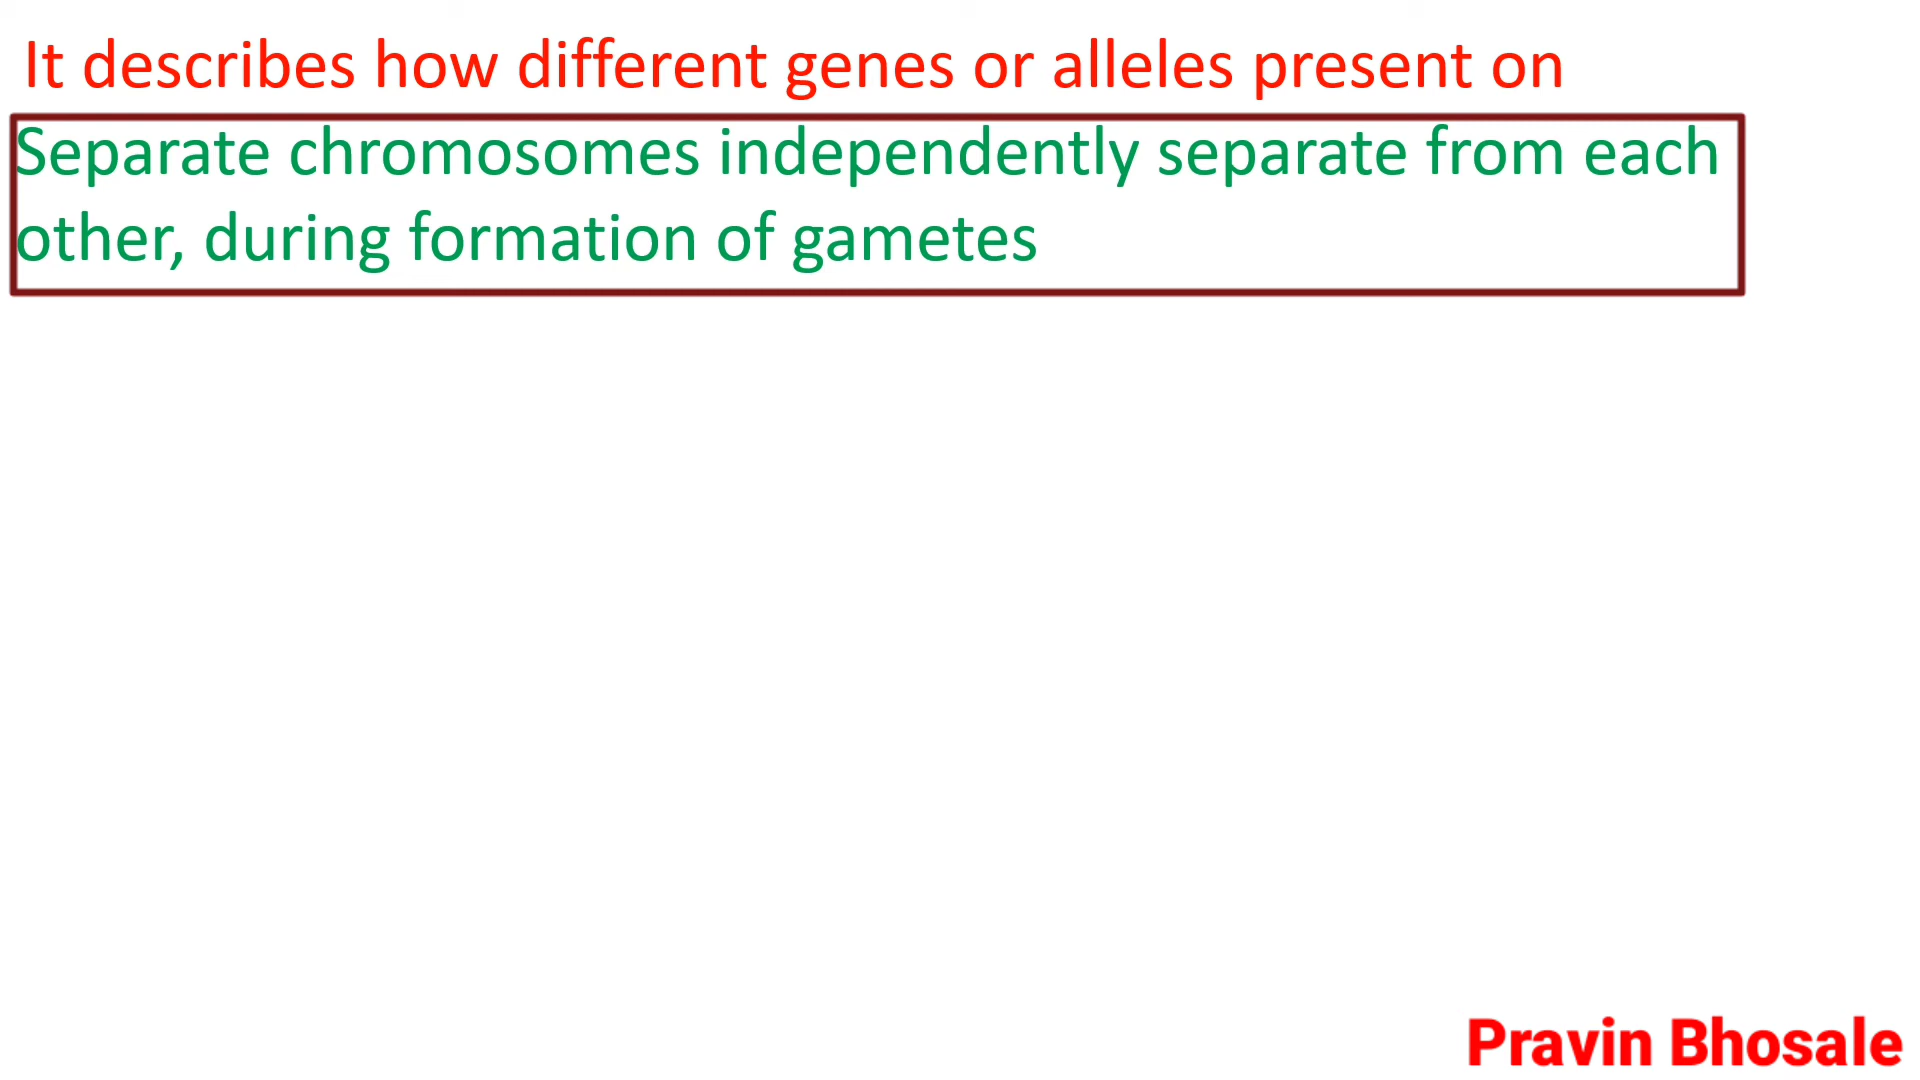 It describes how different genes or alleles present on
Separate chromosomes independently separate from each
other, during formation of gametes
Pravin Bhosale